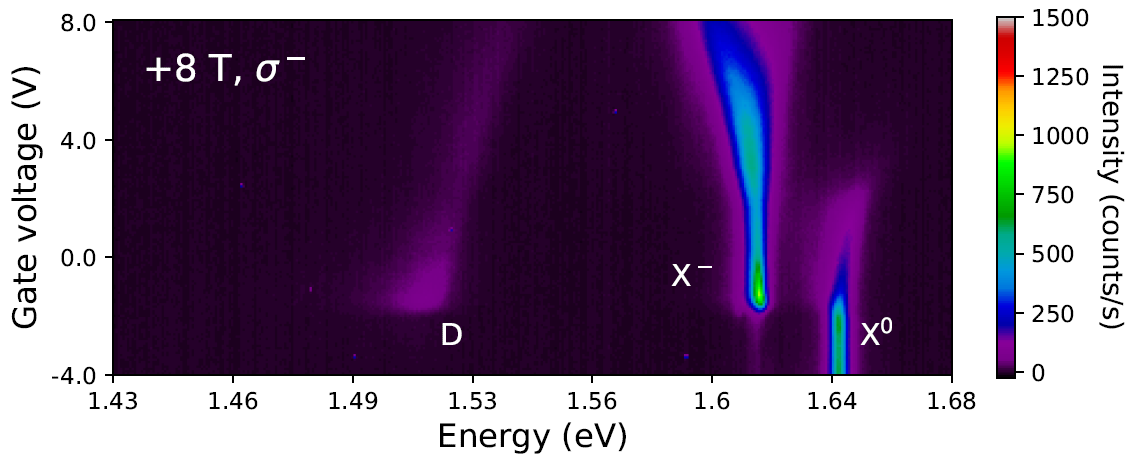 8.0
4.0
0.0
-4.0
Gate voltage (V)
+8 T, σ⁻
X⁻
D
X⁰
1.43 1.46 1.49 1.53 1.56 1.6 1.64 1.68
Energy (eV)
1500
1250
1000
750
500
250
0
Intensity (counts/s)